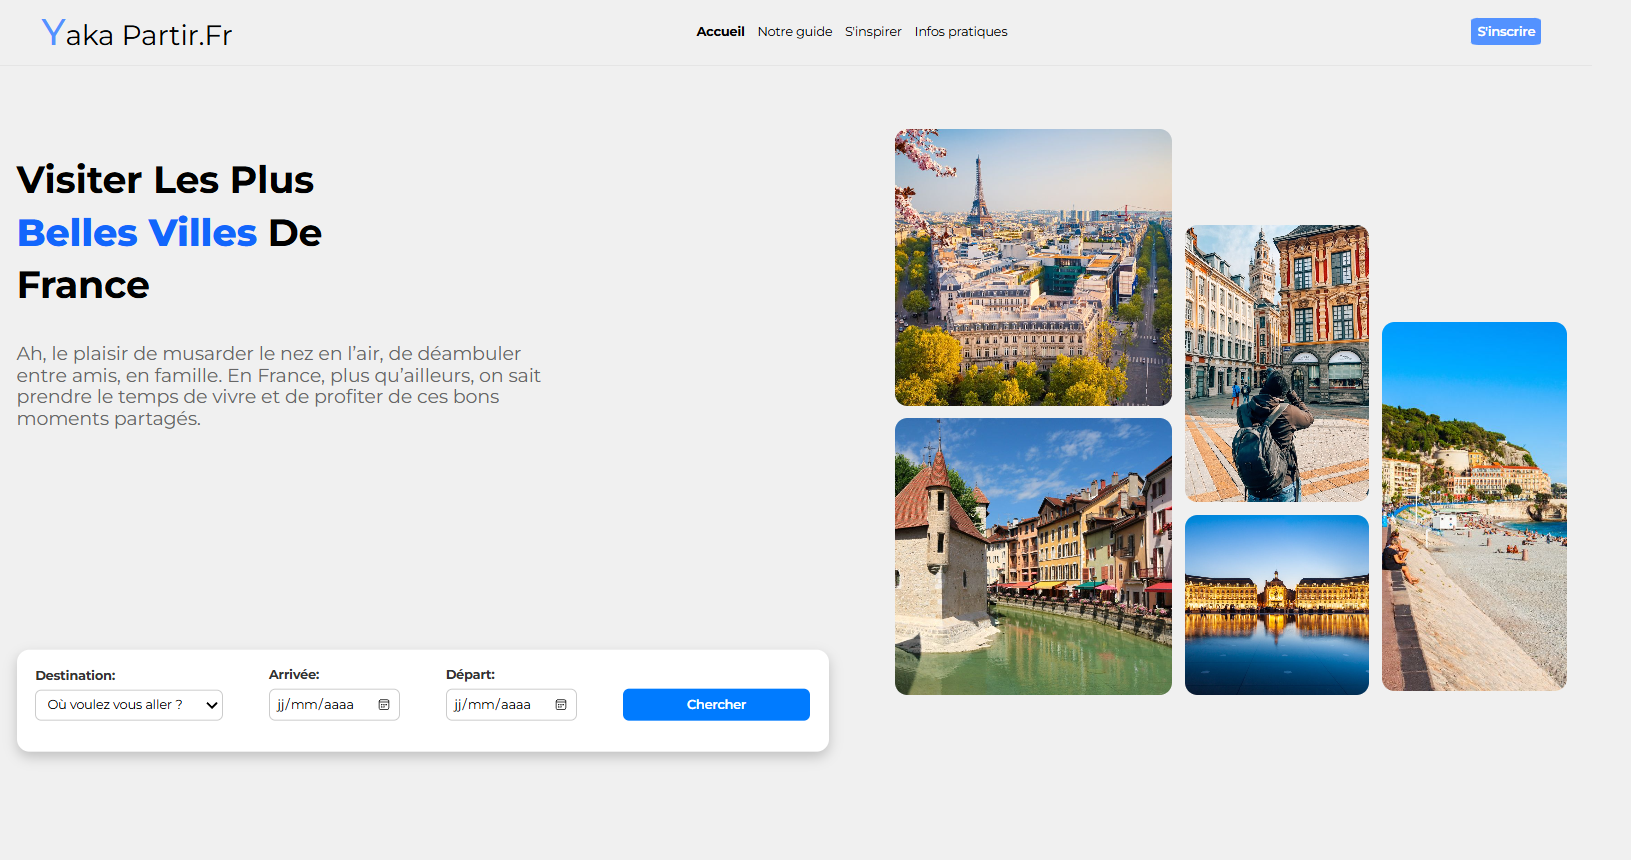 Yaka Partir.Fr
Accueil Notre guide S'inspirer Infos pratiques
S'inscrire
Visiter Les Plus
Belles Villes De
France
Ah, le plaisir de musarder le nez en l’air, de déambuler
entre amis, en famille. En France, plus qu’ailleurs, on sait
prendre le temps de vivre et de profiter de ces bons
moments partagés.
Destination:
Où voulez vous aller ?
Arrivée:
jj/mm/aaaa
Départ:
jj/mm/aaaa
Chercher